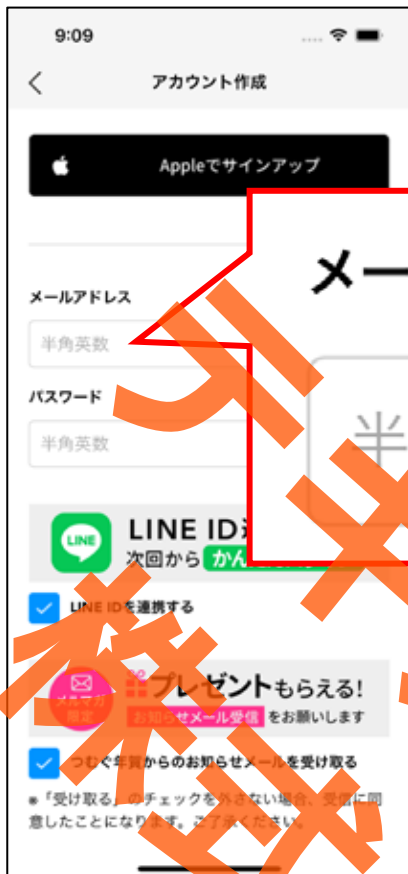 9:09
アカウント作成
Appleでサインアップ
メールアドレス
半角英数
メー
半
パスワード
半角英数
LINE
LINE ID
次回から
LINE IDを連携する
メルマガ
限定
プレゼントもらえる!
お知らせメール受信 をお願いします
つむぐ年賀からのお知らせメールを受け取る
※「受け取る」のチェックを外さない場合、受信に同
意したことになります。ご了承ください。